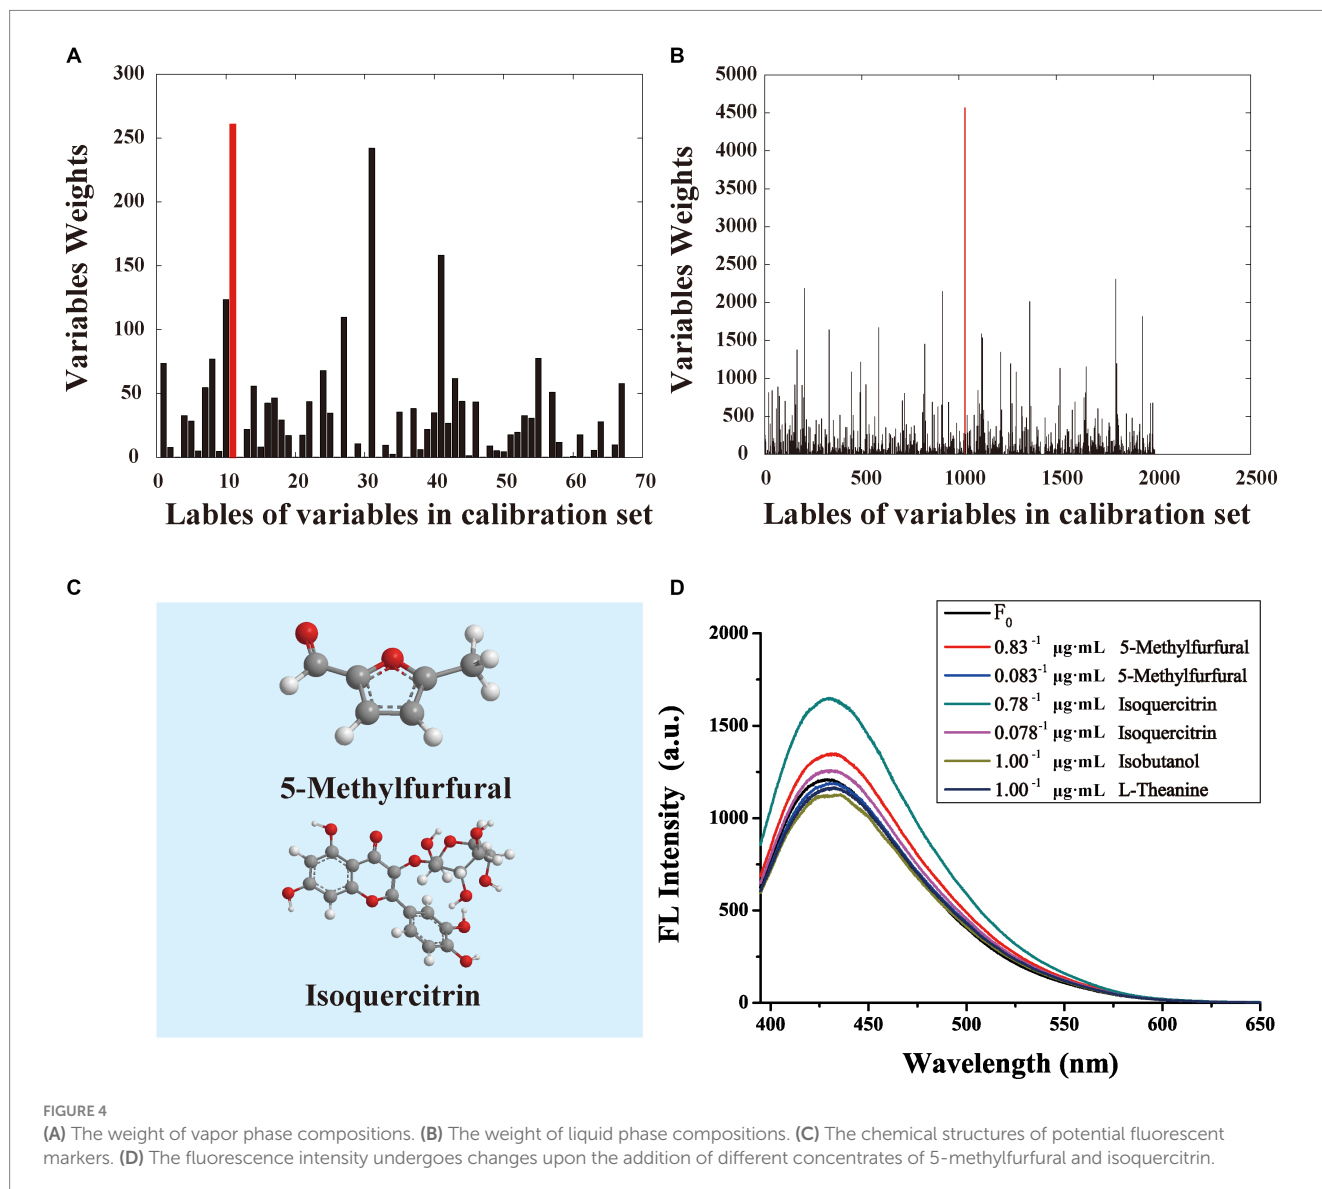 A
300
250
200
150
100
50
0
0 10 20 30 40 50 60 70
Variables Weights
Lables of variables in calibration set
B
5000
4500
4000
3500
3000
2500
2000
1500
1000
500
0
0 500 1000 1500 2000 2500
Variables Weights
Lables of variables in calibration set
C
5-Methylfurfural
Isoquercitrin
D
F0
0.83-1 μg·mL 5-Methylfurfural
0.083-1 μg·mL 5-Methylfurfural
0.78-1 μg·mL Isoquercitrin
0.078-1 μg·mL Isoquercitrin
1.00-1 μg·mL Isobutanol
1.00-1 μg·mL L-Theanine
2000
1500
1000
500
0
400 450 500 550 600 650
FL Intensity (a.u.)
Wavelength (nm)
FIGURE 4
(A) The weight of vapor phase compositions. (B) The weight of liquid phase compositions. (C) The chemical structures of potential fluorescent
markers. (D) The fluorescence intensity undergoes changes upon the addition of different concentrates of 5-methylfurfural and isoquercitrin.